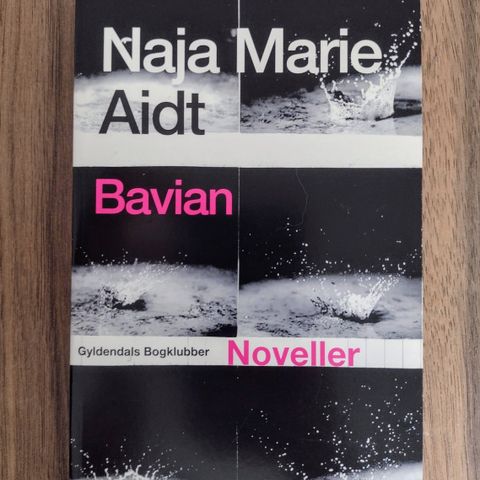 Naja Marie
Aidt
Bavian
Gyldendals Bogklubber
Noveller